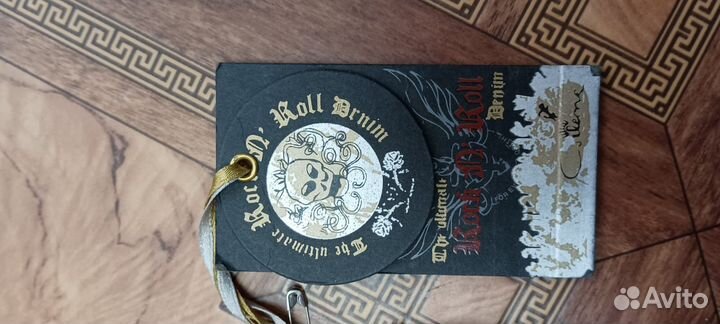 The ultimate Rock N' Roll Denim
The ultimate
Rock N' Roll
Denim
Avito